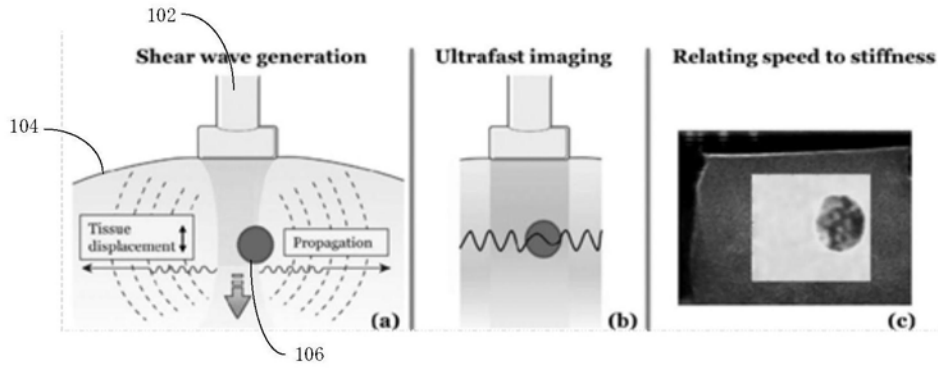 102
Shear wave generation
Ultrafast imaging
Relating speed to stiffness
104
Tissue
displacement
Propagation
(a)
(b)
(c)
106